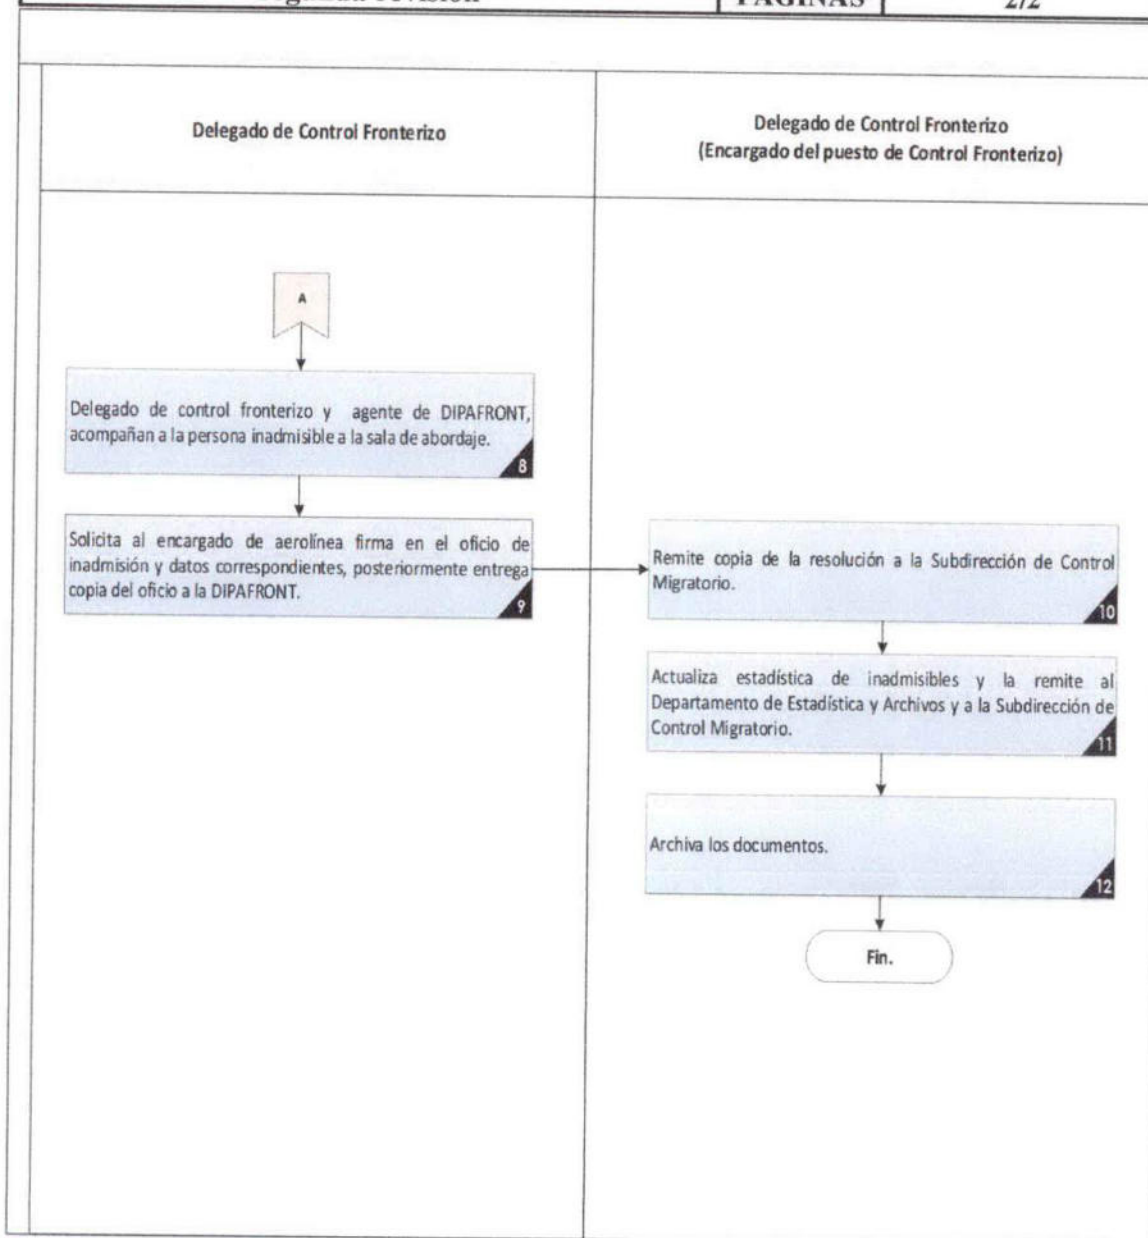 PÁGINAS 2/2
Delegado de Control Fronterizo
Delegado de Control Fronterizo
(Encargado del puesto de Control Fronterizo)
A
Delegado de control fronterizo y agente de DIPAFRONT,
acompañan a la persona inadmisible a la sala de abordaje.
8
Solicita al encargado de aerolínea firma en el oficio de
inadmisión y datos correspondientes, posteriormente entrega
copia del oficio a la DIPAFRONT.
9
Remite copia de la resolución a la Subdirección de Control
Migratorio.
10
Actualiza estadística de inadmisibles y la remite al
Departamento de Estadística y Archivos y a la Subdirección de
Control Migratorio.
11
Archiva los documentos.
12
Fin.